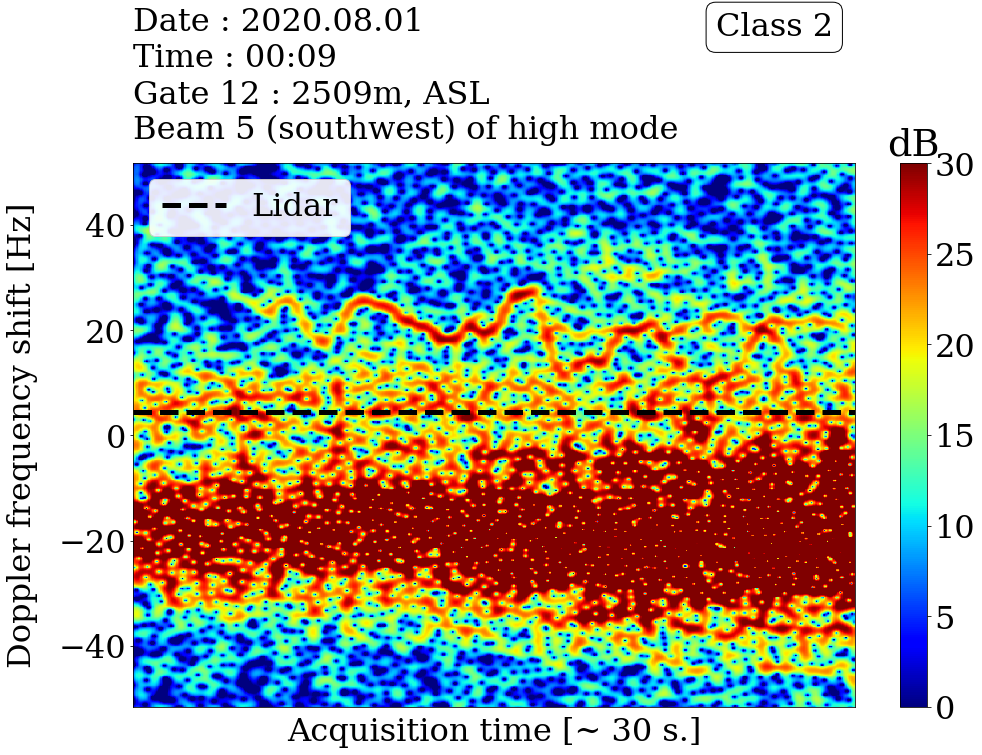 Date : 2020.08.01
Time : 00:09
Gate 12 : 2509m, ASL
Beam 5 (southwest) of high mode
Class 2
dB
Lidar
Doppler frequency shift [Hz]
40
20
0
−20
−40
30
25
20
15
10
5
0
Acquisition time [~ 30 s.]